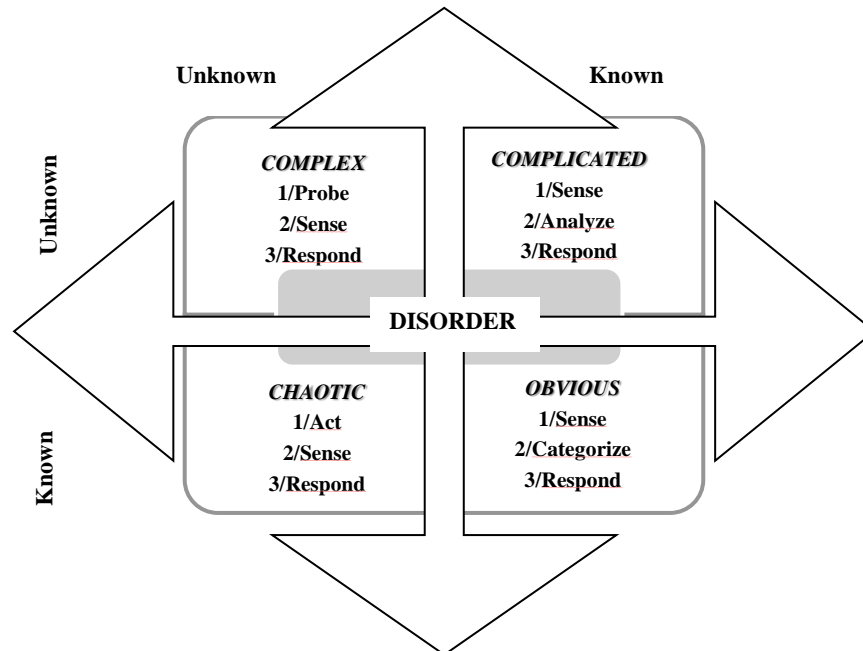 Unknown
Known
Unknown
COMPLEX
1/Probe
2/Sense
3/Respond
COMPLICATED
1/Sense
2/Analyze
3/Respond
DISORDER
Known
CHAOTIC
1/Act
2/Sense
3/Respond
OBVIOUS
1/Sense
2/Categorize
3/Respond